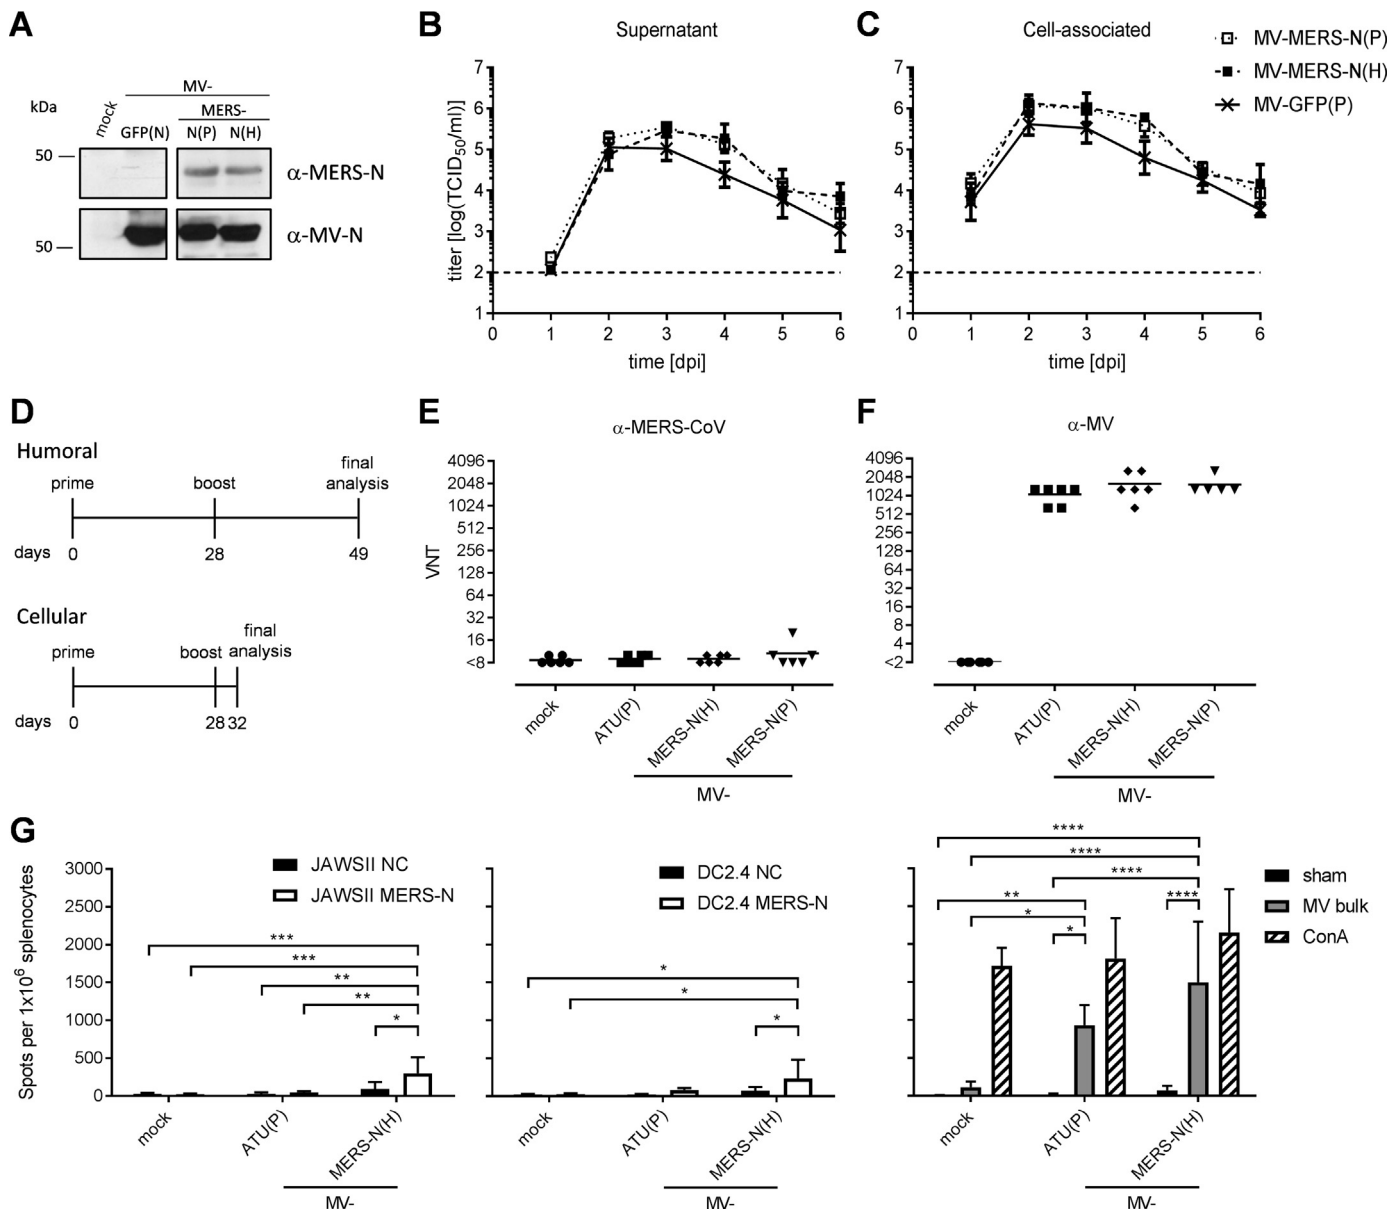 A
MV-
kDa
mock
MERS-
GFP(N)
N(P)
N(H)
50
α-MERS-N
50
α-MV-N
B
Supernatant
titer [log(TCID50/ml)]
7
6
5
4
3
2
1
0
1
2
3
4
5
6
time [dpi]
C
Cell-associated
7
6
5
4
3
2
1
0
1
2
3
4
5
6
time [dpi]
MV-MERS-N(P)
MV-MERS-N(H)
MV-GFP(P)
D
Humoral
prime
boost
final
analysis
days
0
28
49
Cellular
prime
boost
final
analysis
days
0
28
32
E
α-MERS-CoV
VNT
4096
2048
1024
512
256
128
64
32
16
<8
mock
ATU(P)
MERS-N(H)
MERS-N(P)
MV-
F
α-MV
4096
2048
1024
512
256
128
64
32
16
8
4
<2
mock
ATU(P)
MERS-N(H)
MERS-N(P)
MV-
G
Spots per 1x10⁶ splenocytes
3000
2500
2000
1500
1000
500
0
JAWSII NC
JAWSII MERS-N
***
***
**
**
*
mock
ATU(P)
MERS-N(H)
MV-
DC2.4 NC
DC2.4 MERS-N
*
*
*
mock
ATU(P)
MERS-N(H)
MV-
****
****
****
**
****
*
*
sham
MV bulk
ConA
mock
ATU(P)
MERS-N(H)
MV-